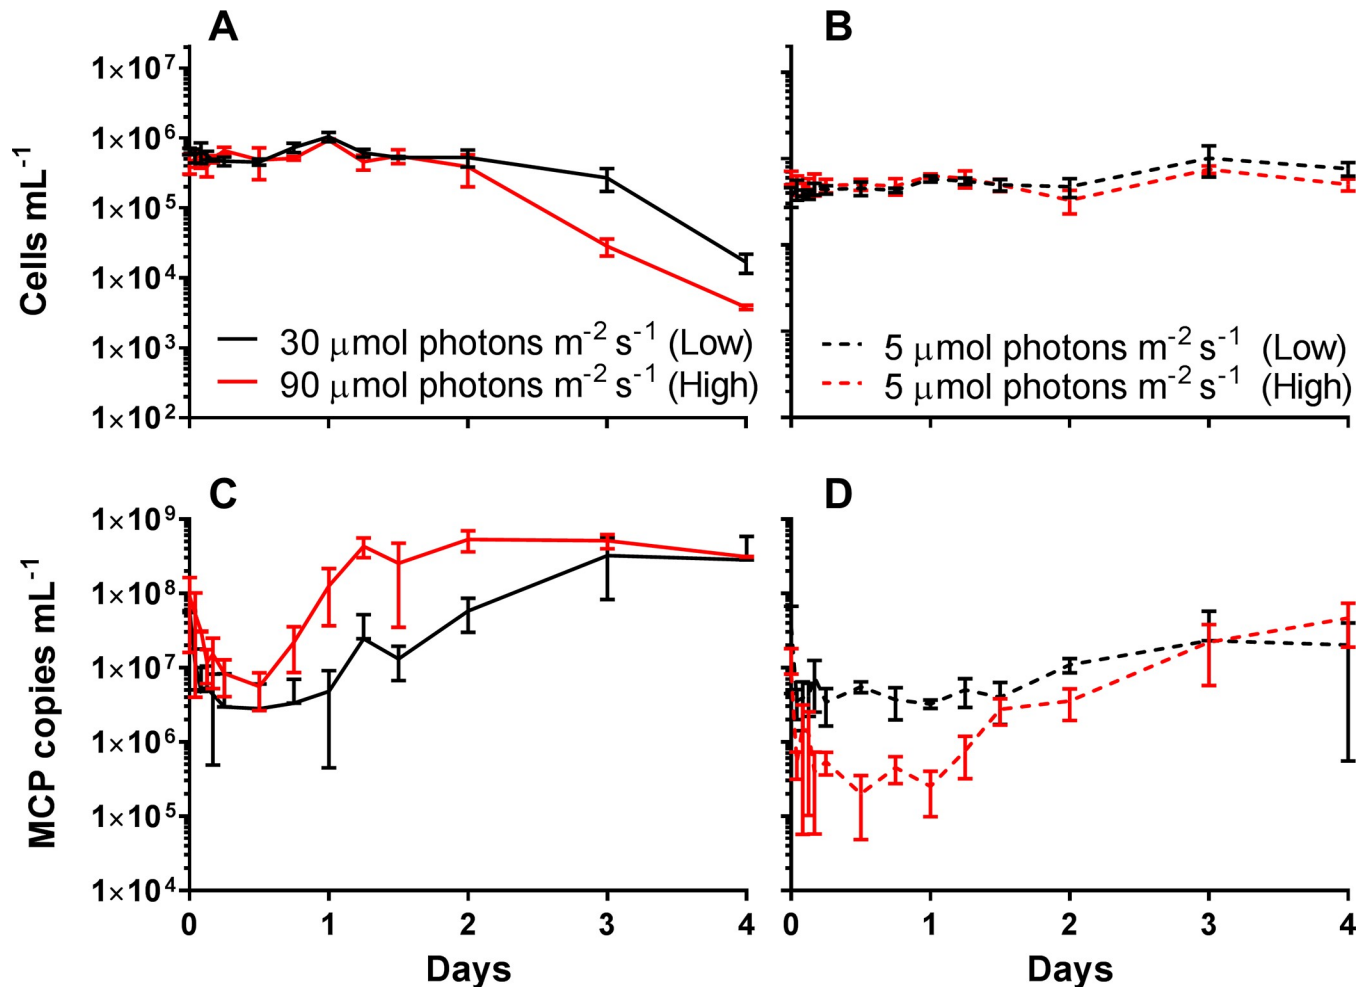 A
B
1×10⁷
1×10⁶
1×10⁵
1×10⁴
1×10³
1×10²
Cells mL⁻¹
30 μmol photons m⁻² s⁻¹ (Low)
90 μmol photons m⁻² s⁻¹ (High)
5 μmol photons m⁻² s⁻¹ (Low)
5 μmol photons m⁻² s⁻¹ (High)
C
D
1×10⁹
1×10⁸
1×10⁷
1×10⁶
1×10⁵
1×10⁴
MCP copies mL⁻¹
0 1 2 3 4
0 1 2 3 4
Days
Days